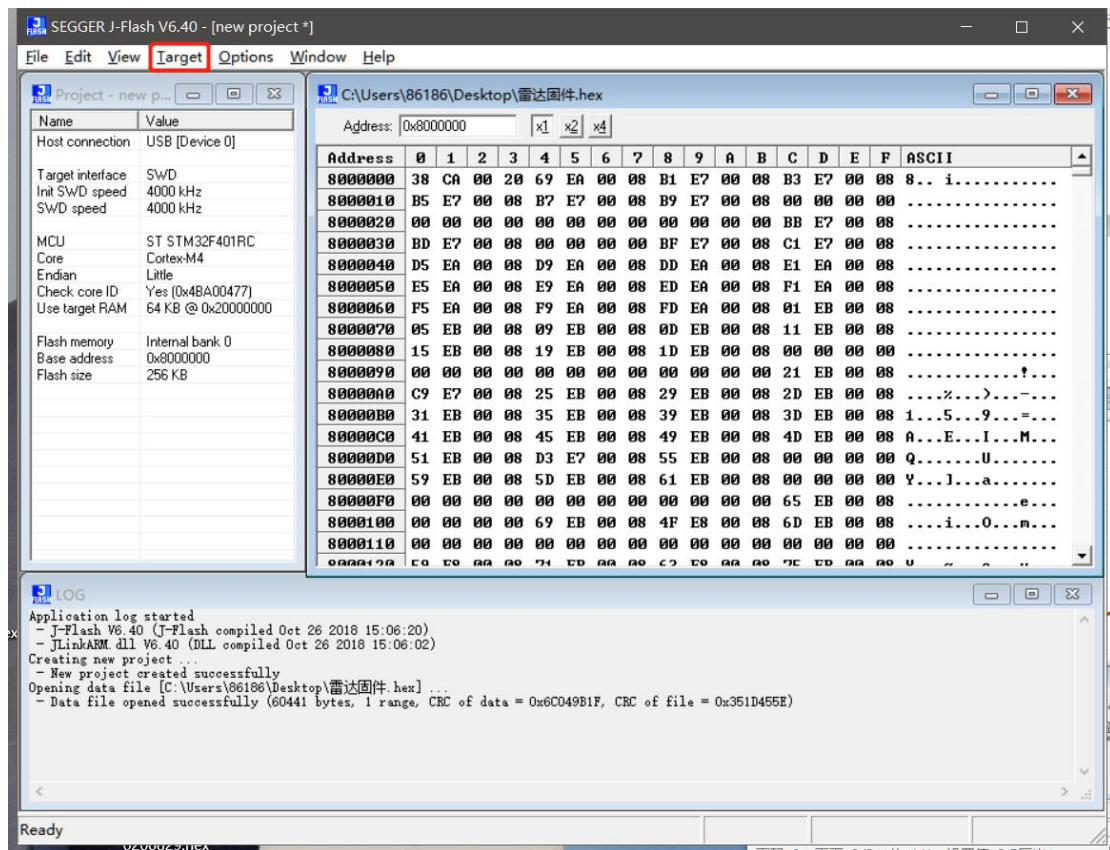 SEGGER J-Flash V6.40 - [new project *]
File Edit View Target Options Window Help
Project - new p...
Name Value
Host connection USB [Device 0]
Target interface SWD
Init SWD speed 4000 kHz
SWD speed 4000 kHz
MCU ST STM32F401RC
Core Cortex-M4
Endian Little
Check core ID Yes (0x4BA00477)
Use target RAM 64 KB @ 0x20000000
Flash memory Internal bank 0
Base address 0x8000000
Flash size 256 KB
C:\Users\86186\Desktop\雷达固件.hex
Address: 0x8000000 x1 x2 x4
Address 0 1 2 3 4 5 6 7 8 9 A B C D E F ASCII
8000000 38 CA 00 20 69 EA 00 08 B1 E7 00 08 B3 E7 00 08 8.. i...........
8000010 B5 E7 00 08 B7 E7 00 08 B9 E7 00 08 00 00 00 00 ................
8000020 00 00 00 00 00 00 00 00 00 00 00 00 BB E7 00 08 ................
8000030 BD E7 00 08 00 00 00 00 BF E7 00 08 C1 E7 00 08 ................
8000040 D5 EA 00 08 D9 EA 00 08 DD EA 00 08 E1 EA 00 08 ................
8000050 E5 EA 00 08 E9 EA 00 08 ED EA 00 08 F1 EA 00 08 ................
8000060 F5 EA 00 08 F9 EA 00 08 FD EA 00 08 01 EB 00 08 ................
8000070 05 EB 00 08 09 EB 00 08 0D EB 00 08 11 EB 00 08 ................
8000080 15 EB 00 08 19 EB 00 08 1D EB 00 08 00 00 00 00 ................
8000090 00 00 00 00 00 00 00 00 00 00 00 00 21 EB 00 08 ............!...
80000A0 C9 E7 00 08 25 EB 00 08 29 EB 00 08 2D EB 00 08 ....%...)...-...
80000B0 31 EB 00 08 35 EB 00 08 39 EB 00 08 3D EB 00 08 1...5...9...=...
80000C0 41 EB 00 08 45 EB 00 08 49 EB 00 08 4D EB 00 08 A...E...I...M...
80000D0 51 EB 00 08 D3 E7 00 08 55 EB 00 08 00 00 00 00 Q.......U.......
80000E0 59 EB 00 08 5D EB 00 08 61 EB 00 08 00 00 00 00 Y...]...a.......
80000F0 00 00 00 00 00 00 00 00 00 00 00 00 65 EB 00 08 ............e...
8000100 00 00 00 00 69 EB 00 08 4F E8 00 08 6D EB 00 08 ....i...O...m...
8000110 00 00 00 00 00 00 00 00 00 00 00 00 00 00 00 00 ................
LOG
Application log started
- J-Flash V6.40 (J-Flash compiled Oct 26 2018 15:06:20)
- JLinkARM.dll V6.40 (DLL compiled Oct 26 2018 15:06:02)
Creating new project ...
- New project created successfully
Opening data file [C:\Users\86186\Desktop\雷达固件.hex] ...
- Data file opened successfully (60441 bytes, 1 range, CRC of data = 0x6C049B1F, CRC of file = 0x351D455E)
Ready